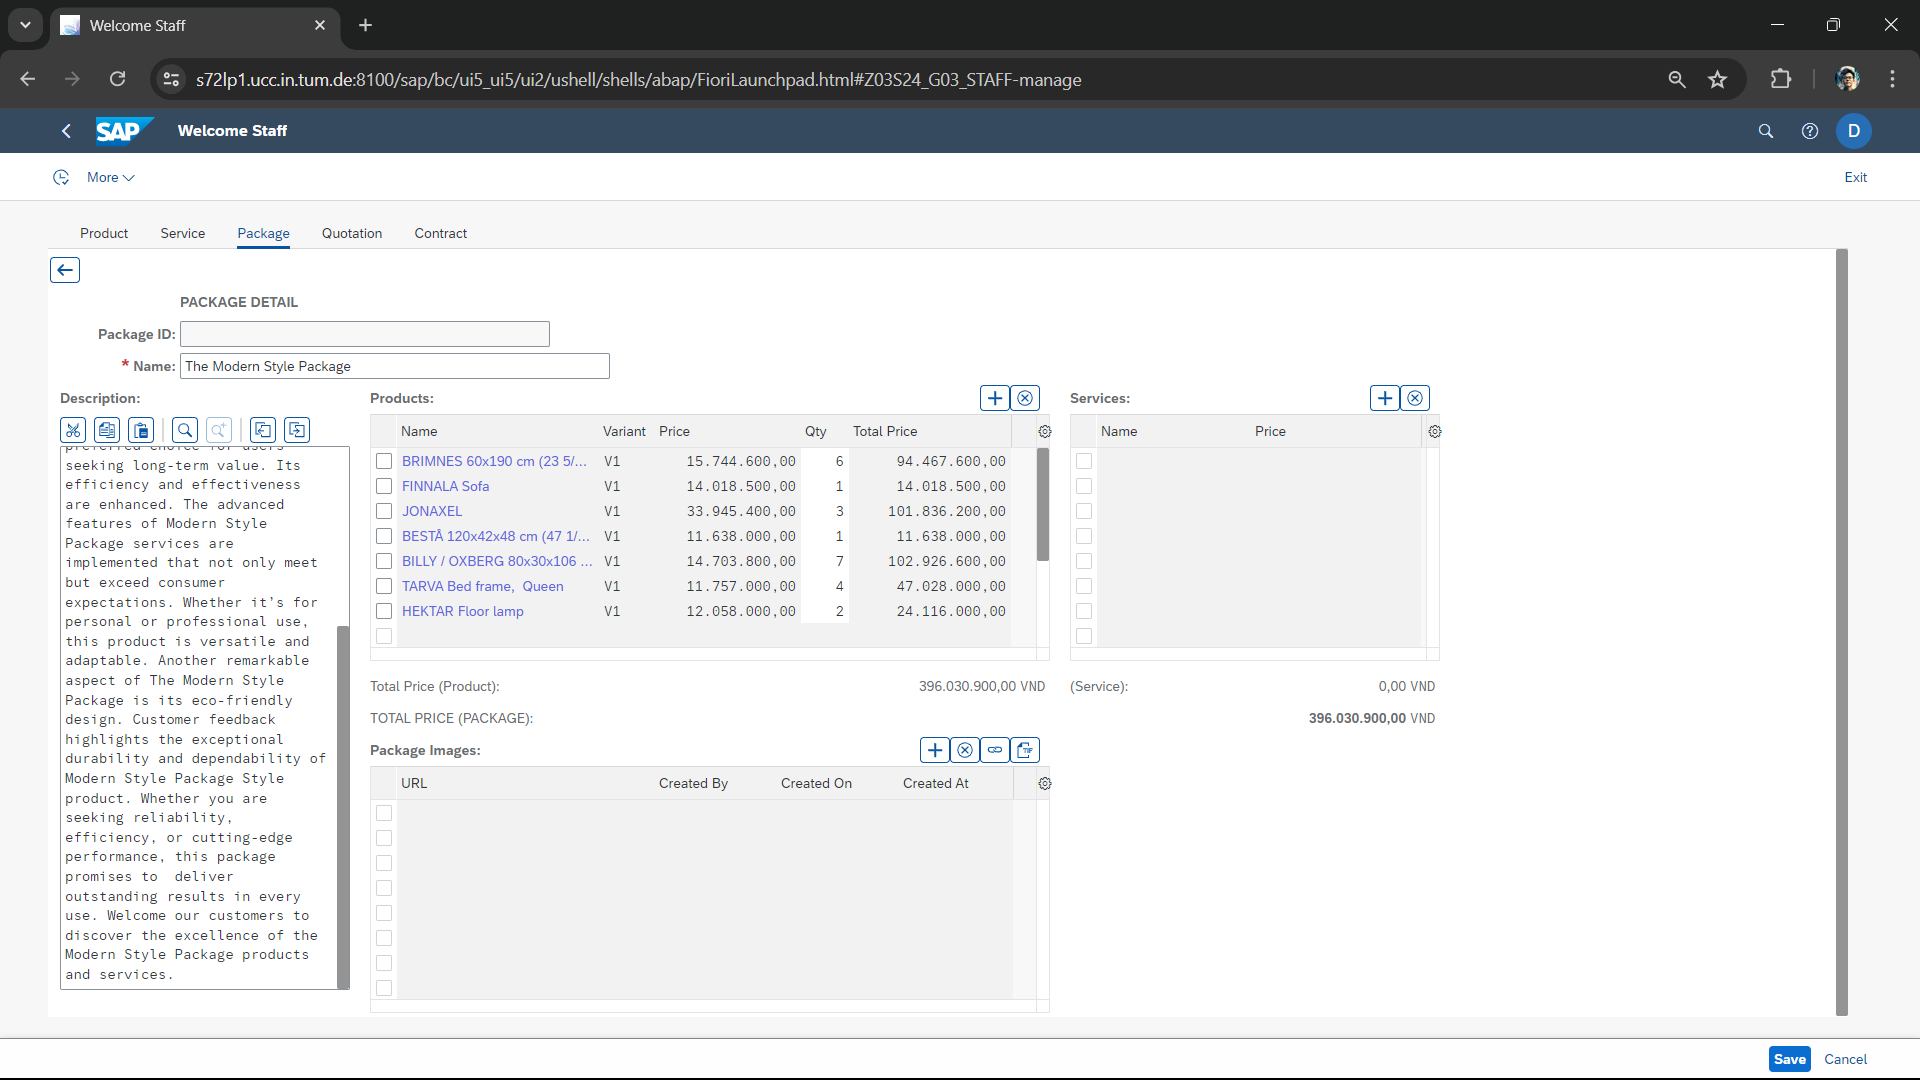 Welcome Staff
s72lp1.ucc.in.tum.de:8100/sap/bc/ui5_ui5/ui2/ushell/shells/abap/FioriLaunchpad.html#Z03S24_G03_STAFF-manage
SAP Welcome Staff D
More Exit
Product Service Package Quotation Contract
PACKAGE DETAIL
Package ID:
* Name: The Modern Style Package
Description:
seeking long-term value. Its
efficiency and effectiveness
are enhanced. The advanced
features of Modern Style
Package services are
implemented that not only meet
but exceed consumer
expectations. Whether it’s for
personal or professional use,
this product is versatile and
adaptable. Another remarkable
aspect of The Modern Style
Package is its eco-friendly
design. Customer feedback
highlights the exceptional
durability and dependability of
Modern Style Package Style
product. Whether you are
seeking reliability,
efficiency, or cutting-edge
performance, this package
promises to  deliver
outstanding results in every
use. Welcome our customers to
discover the excellence of the
Modern Style Package products
and services.
Products:
Name Variant Price Qty Total Price
BRIMNES 60x190 cm (23 5/... V1 15.744.600,00 6 94.467.600,00
FINNALA Sofa V1 14.018.500,00 1 14.018.500,00
JONAXEL V1 33.945.400,00 3 101.836.200,00
BESTÅ 120x42x48 cm (47 1/... V1 11.638.000,00 1 11.638.000,00
BILLY / OXBERG 80x30x106 ... V1 14.703.800,00 7 102.926.600,00
TARVA Bed frame, Queen V1 11.757.000,00 4 47.028.000,00
HEKTAR Floor lamp V1 12.058.000,00 2 24.116.000,00
Services:
Name Price
Total Price (Product): 396.030.900,00 VND (Service): 0,00 VND
TOTAL PRICE (PACKAGE): 396.030.900,00 VND
Package Images:
TIF
URL Created By Created On Created At
Save Cancel